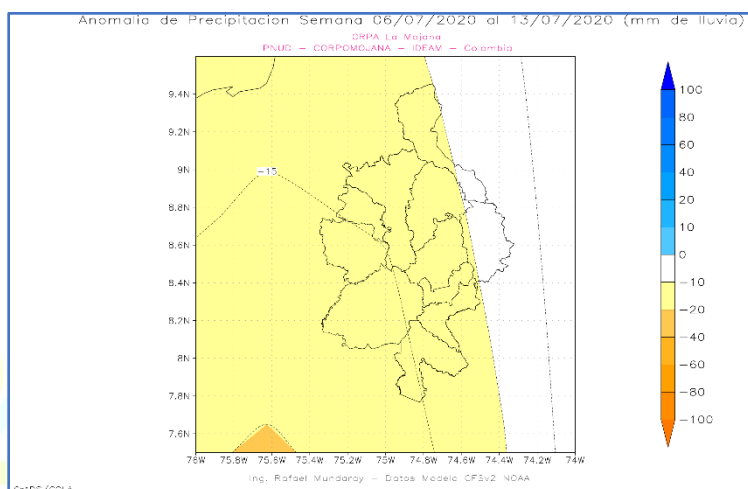 Anomalia de Precipitacion Semana 06/07/2020 al 13/07/2020 (mm de lluvia)
CRPA La Mojana
PNUD – CORPOMOJANA – IDEAM – Colombia
9.4N
9.2N
9N
8.8N
8.6N
8.4N
8.2N
8N
7.8N
7.6N
-15
76W 75.8W 75.6W 75.4W 75.2W 75W 74.8W 74.6W 74.4W 74.2W 74W
100
80
60
40
20
0
-10
-20
-40
-60
-80
-100
Ing. Rafael Mundaray – Datos Modelo CFSv2 NOAA